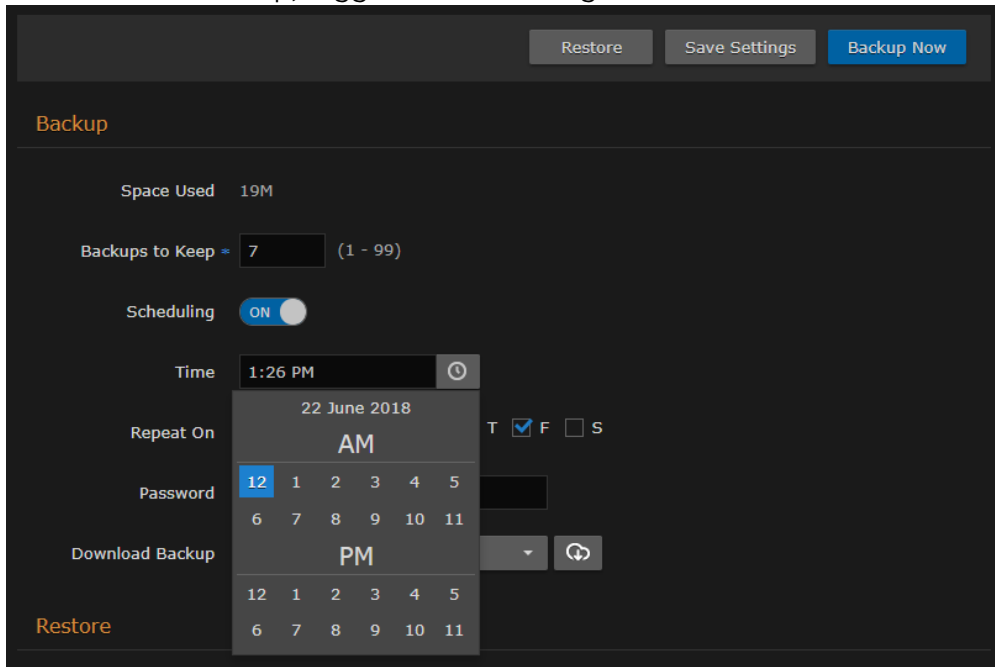 Restore Save Settings Backup Now
Backup
Space Used 19M
Backups to Keep * 7 (1 - 99)
Scheduling ON
Time 1:26 PM
22 June 2018
Repeat On T F S
AM
12 1 2 3 4 5
Password
6 7 8 9 10 11
Download Backup PM
12 1 2 3 4 5
Restore 6 7 8 9 10 11